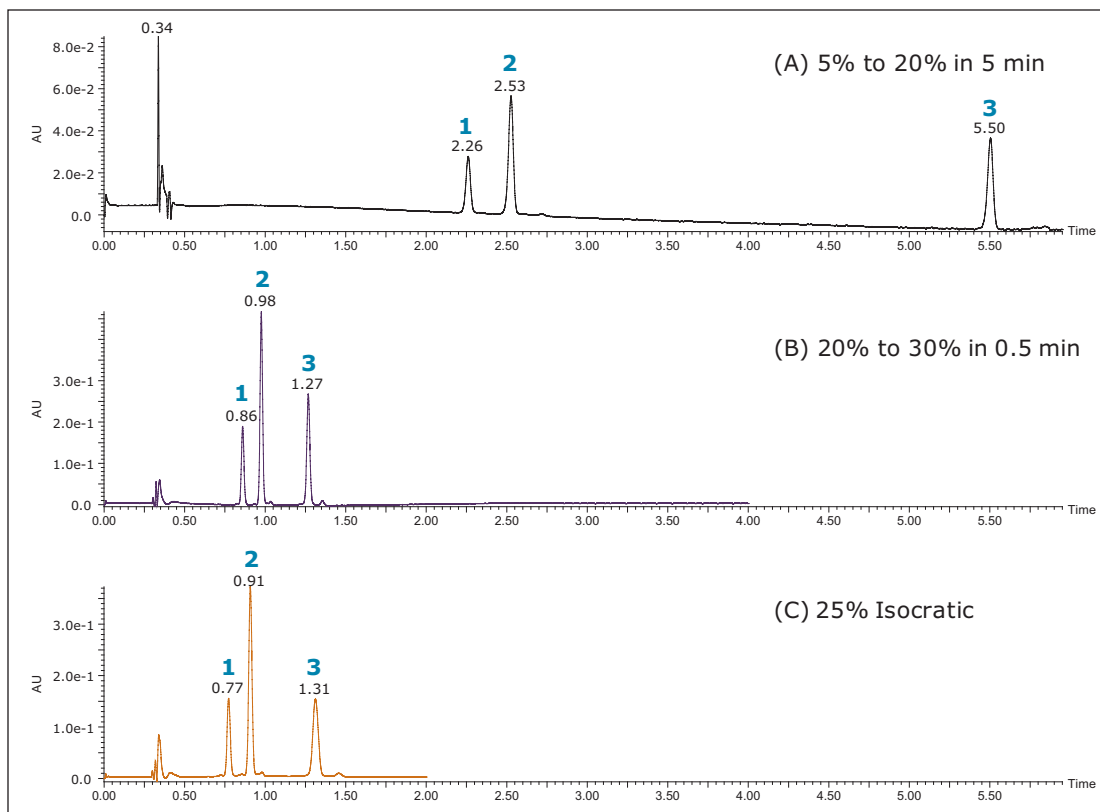 0.34
8.0e-2
(A) 5% to 20% in 5 min
2
6.0e-2
2.53
3
1
5.50
AU
4.0e-2
2.26
2.0e-2
0.0
Time
0.00 0.50 1.00 1.50 2.00 2.50 3.00 3.50 4.00 4.50 5.00 5.50
2
0.98
(B) 20% to 30% in 0.5 min
3
3.0e-1
1.27
1
0.86
AU
2.0e-1
1.0e-1
0.0
Time
0.00 0.50 1.00 1.50 2.00 2.50 3.00 3.50 4.00 4.50 5.00 5.50
2
0.91
(C) 25% Isocratic
3.0e-1
1
3
0.77
1.31
AU
2.0e-1
1.0e-1
0.0
Time
0.00 0.50 1.00 1.50 2.00 2.50 3.00 3.50 4.00 4.50 5.00 5.50